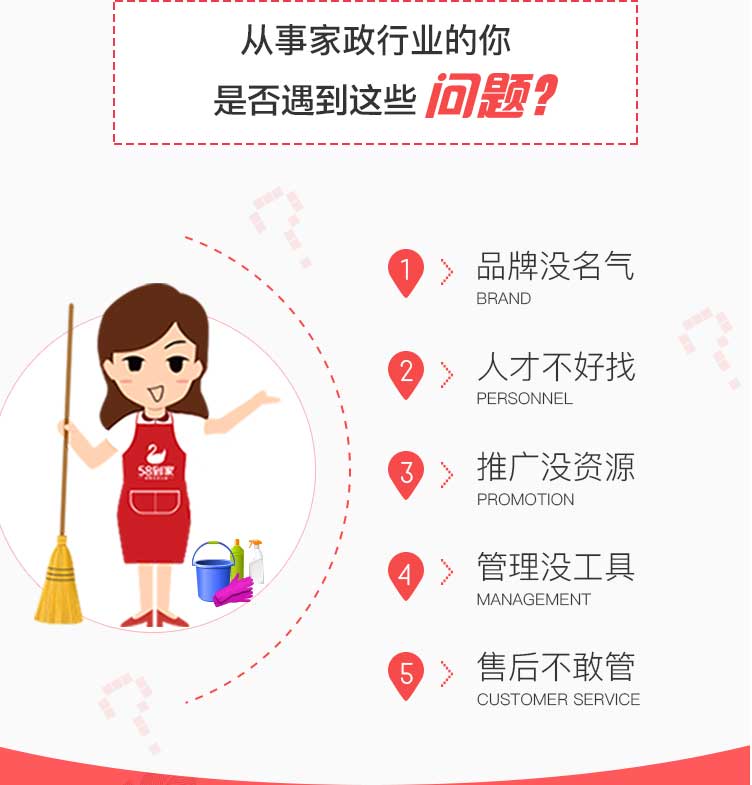 从事家政行业的你
是否遇到这些 问题?
1 品牌没名气
BRAND
2 人才不好找
PERSONNEL
3 推广没资源
PROMOTION
4 管理没工具
MANAGEMENT
5 售后不敢管
CUSTOMER SERVICE
58到家